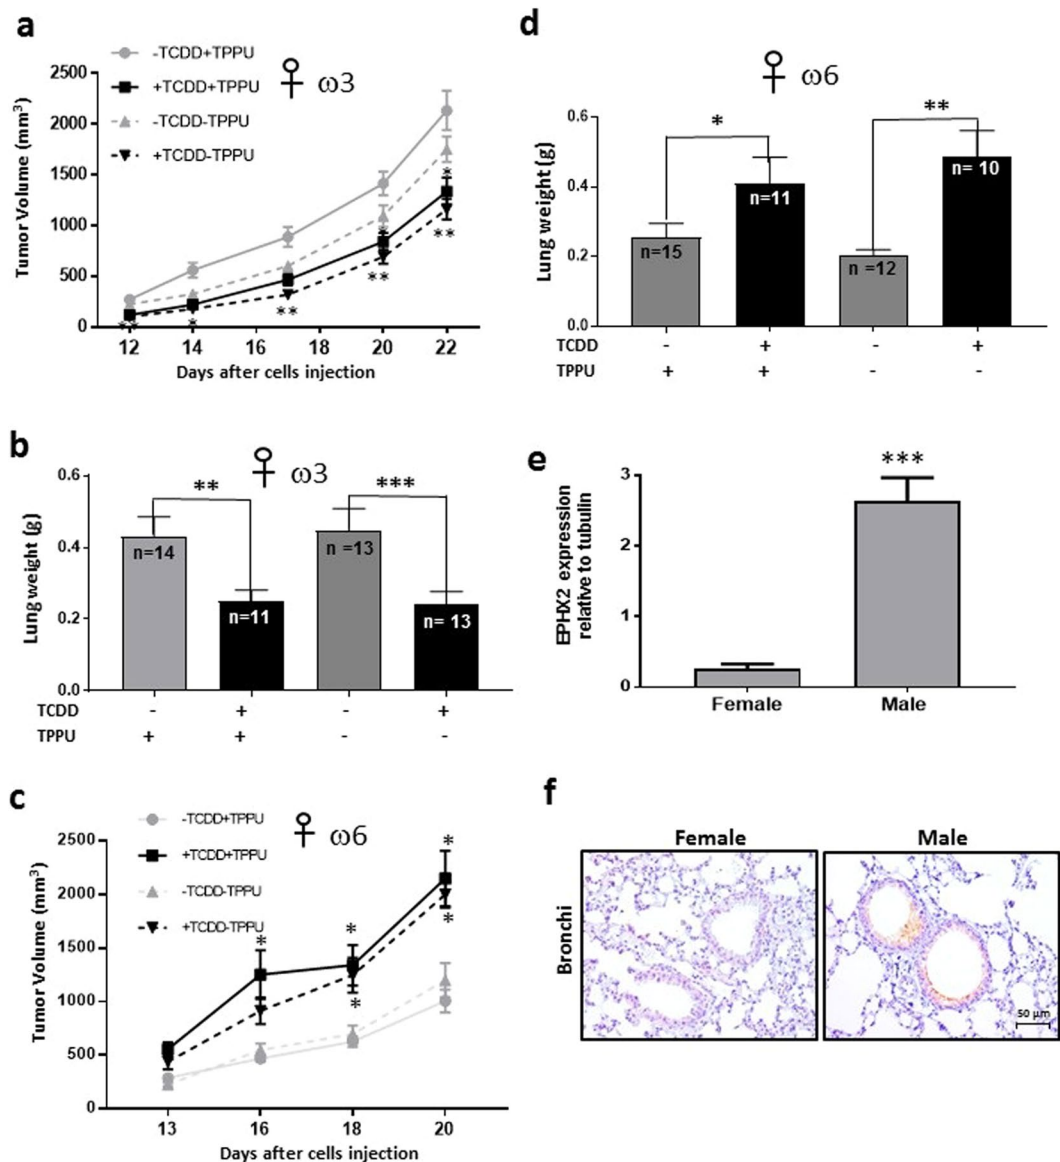 a
-TCDD+TPPU
+TCDD+TPPU
-TCDD-TPPU
+TCDD-TPPU
♀ ω3
Tumor Volume (mm³)
2500
2000
1500
1000
500
0
*
**
**
*
**
**
12 14 16 18 20 22
Days after cells injection
b
♀ ω3
Lung weight (g)
0.6
0.4
0.2
0.0
** ***
n=14 n=11 n =13 n= 13
TCDD - + - +
TPPU + + - -
c
-TCDD+TPPU
+TCDD+TPPU
-TCDD-TPPU
+TCDD-TPPU
♀ ω6
Tumor Volume (mm³)
2500
2000
1500
1000
500
0
* * *
* *
13 16 18 20
Days after cells injection
d
♀ ω6
Lung weight (g)
0.6
0.4
0.2
0.0
* **
n=15 n=11 n =12 n= 10
TCDD - + - +
TPPU + + - -
e
EPHX2 expression
relative to tubulin
3
2
1
0
***
Female Male
f
Female Male
Bronchi
50 µm